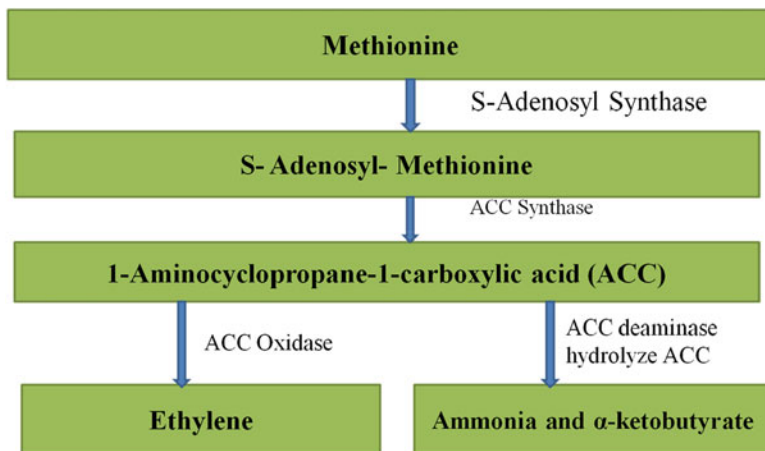 Methionine
S-Adenosyl Synthase
S- Adenosyl- Methionine
ACC Synthase
1-Aminocyclopropane-1-carboxylic acid (ACC)
ACC Oxidase
ACC deaminase
hydrolyze ACC
Ethylene
Ammonia and α-ketobutyrate